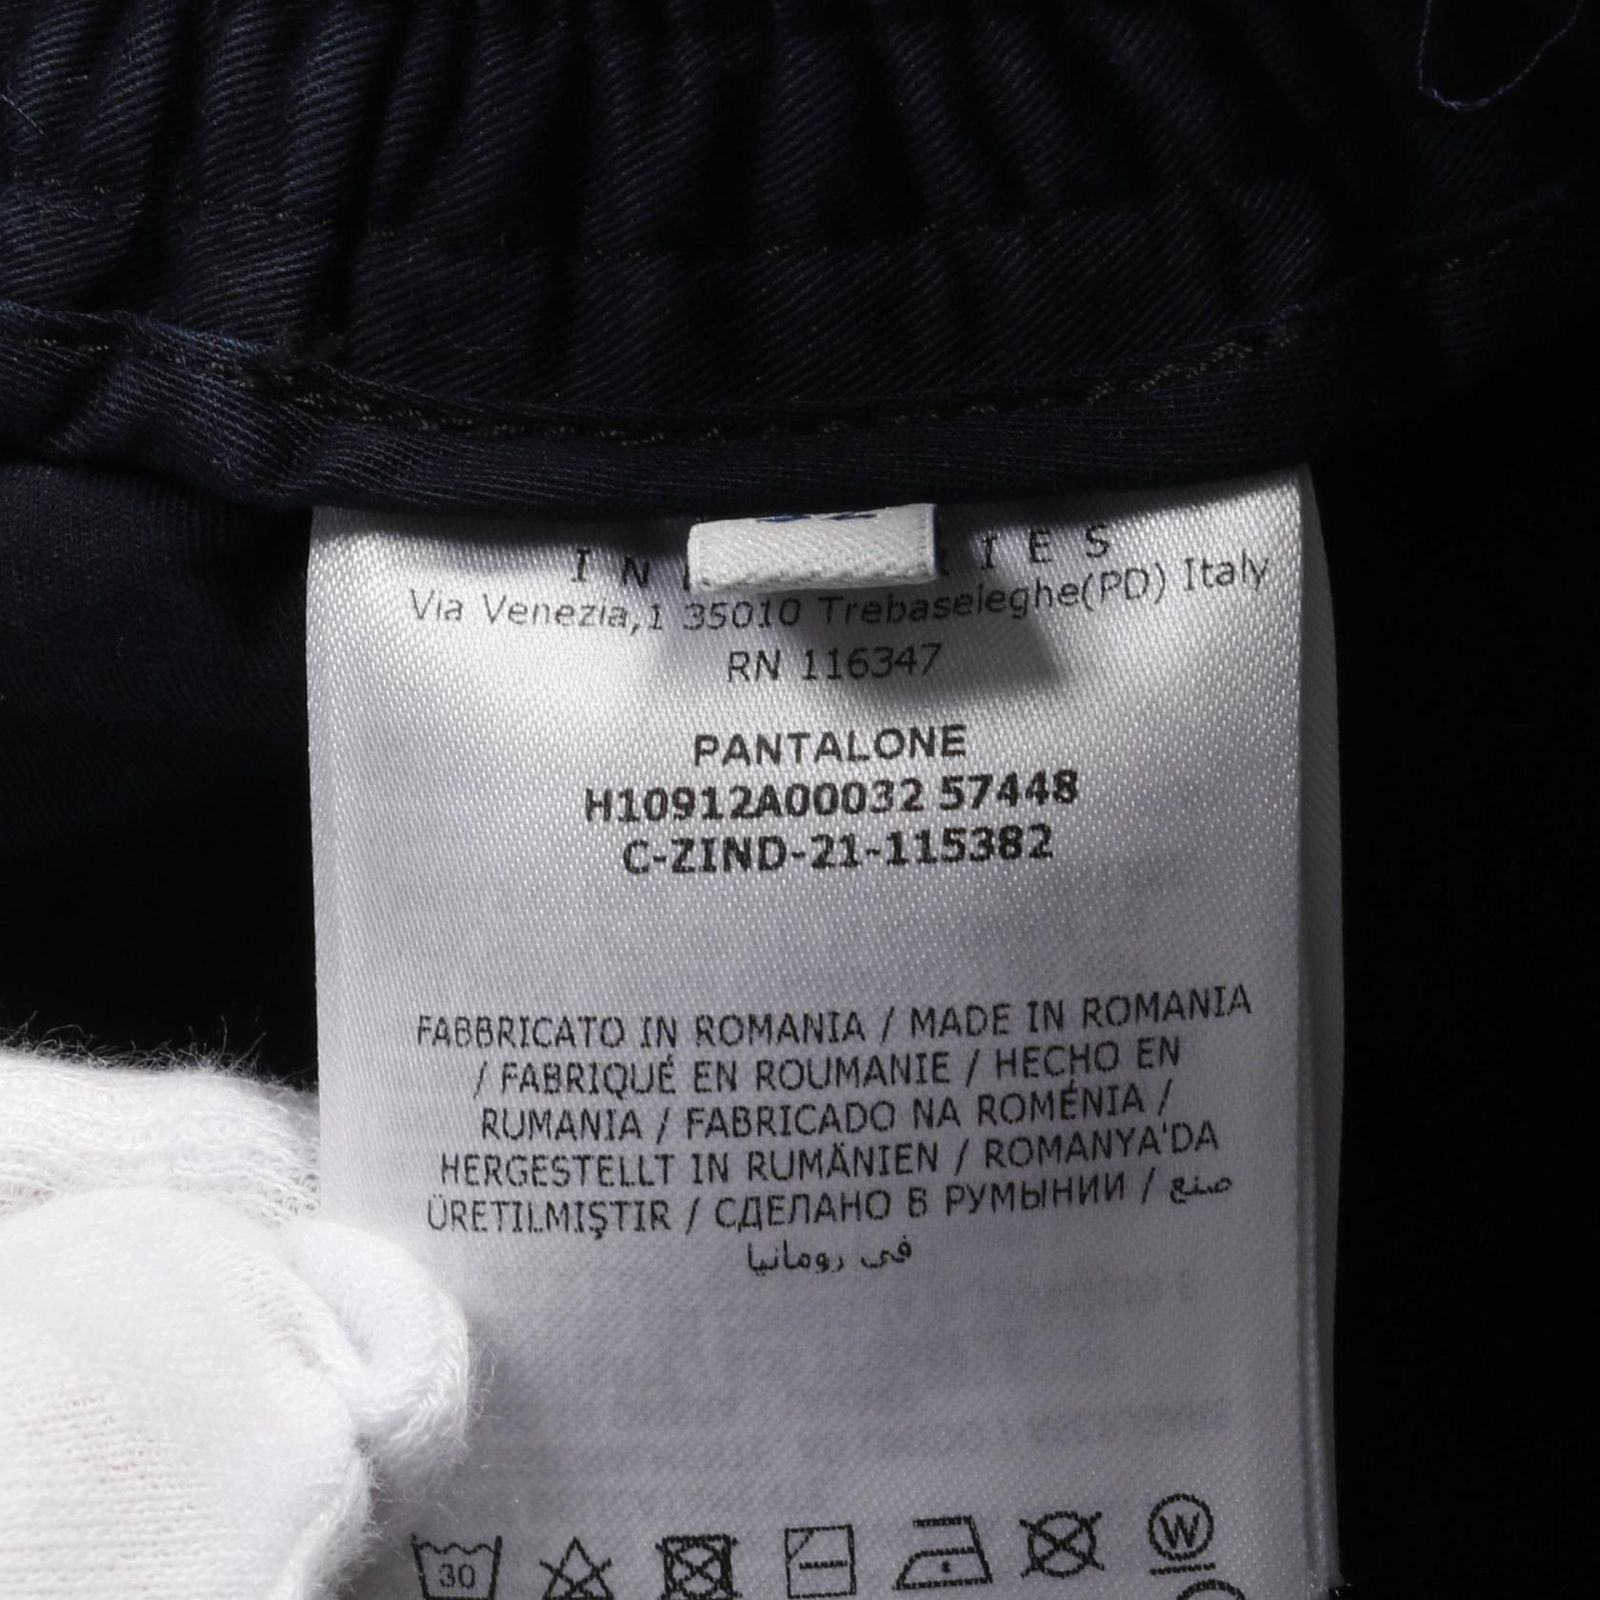 Via Venezia,1 35010 Trebaseleghe(PD) Italy
RN 116347
PANTALONE
H10912A00032 57448
C-ZIND-21-115382
FABBRICATO IN ROMANIA / MADE IN ROMANIA
/ FABRIQUÉ EN ROUMANIE / HECHO EN
RUMANIA / FABRICADO NA ROMÉNIA /
HERGESTELLT IN RUMÄNIEN / ROMANYA'DA
ÜRETILMIŞTIR / СДЕЛАНО В РУМЫНИИ / صنع
في رومانيا
30
W